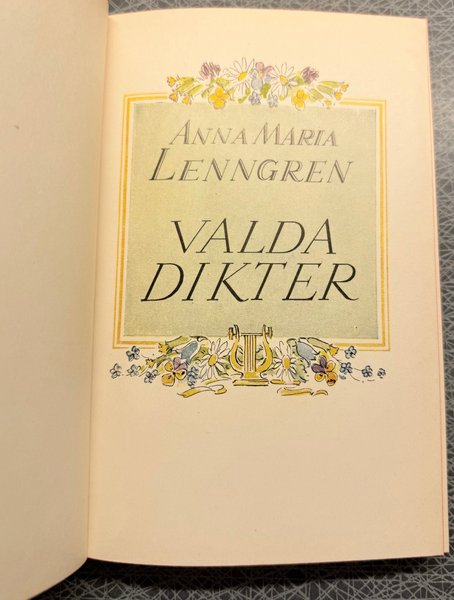 ANNA MARIA
LENNGREN
VALDA
DIKTER